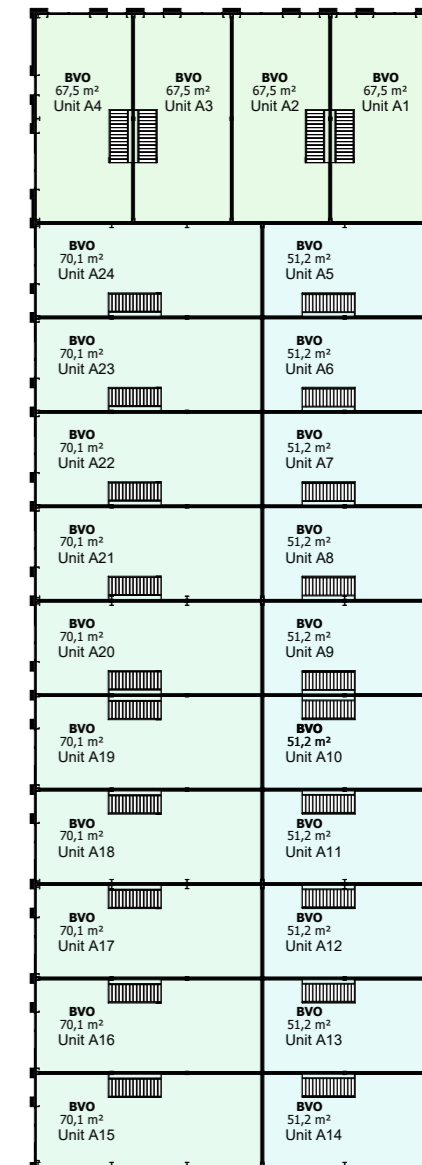 BVO
67,5 m²
Unit A4
BVO
67,5 m²
Unit A3
BVO
67,5 m²
Unit A2
BVO
67,5 m²
Unit A1
BVO
70,1 m²
Unit A24
BVO
51,2 m²
Unit A5
BVO
70,1 m²
Unit A23
BVO
51,2 m²
Unit A6
BVO
70,1 m²
Unit A22
BVO
51,2 m²
Unit A7
BVO
70,1 m²
Unit A21
BVO
51,2 m²
Unit A8
BVO
70,1 m²
Unit A20
BVO
51,2 m²
Unit A9
BVO
70,1 m²
Unit A19
BVO
51,2 m²
Unit A10
BVO
70,1 m²
Unit A18
BVO
51,2 m²
Unit A11
BVO
70,1 m²
Unit A17
BVO
51,2 m²
Unit A12
BVO
70,1 m²
Unit A16
BVO
51,2 m²
Unit A13
BVO
70,1 m²
Unit A15
BVO
51,2 m²
Unit A14